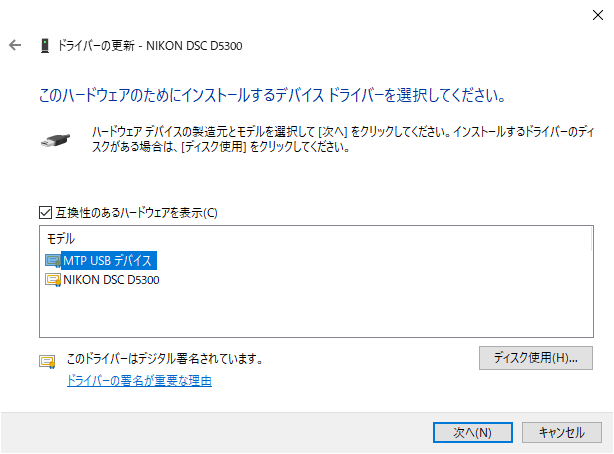 ドライバーの更新 - NIKON DSC D5300
このハードウェアのためにインストールするデバイス ドライバーを選択してください。
ハードウェア デバイスの製造元とモデルを選択して [次へ] をクリックしてください。インストールするドライバーのディ
スクがある場合は、[ディスク使用] をクリックしてください。
互換性のあるハードウェアを表示(C)
モデル
MTP USB デバイス
NIKON DSC D5300
このドライバーはデジタル署名されています。
ディスク使用(H)...
ドライバーの署名が重要な理由
次へ(N)
キャンセル